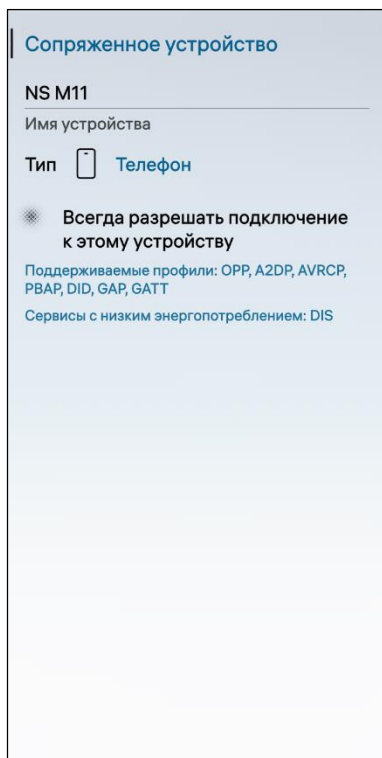 Сопряженное устройство
NS M11
Имя устройства
Тип Телефон
Всегда разрешать подключение
к этому устройству
Поддерживаемые профили: OPP, A2DP, AVRCP,
PBAP, DID, GAP, GATT
Сервисы с низким энергопотреблением: DIS